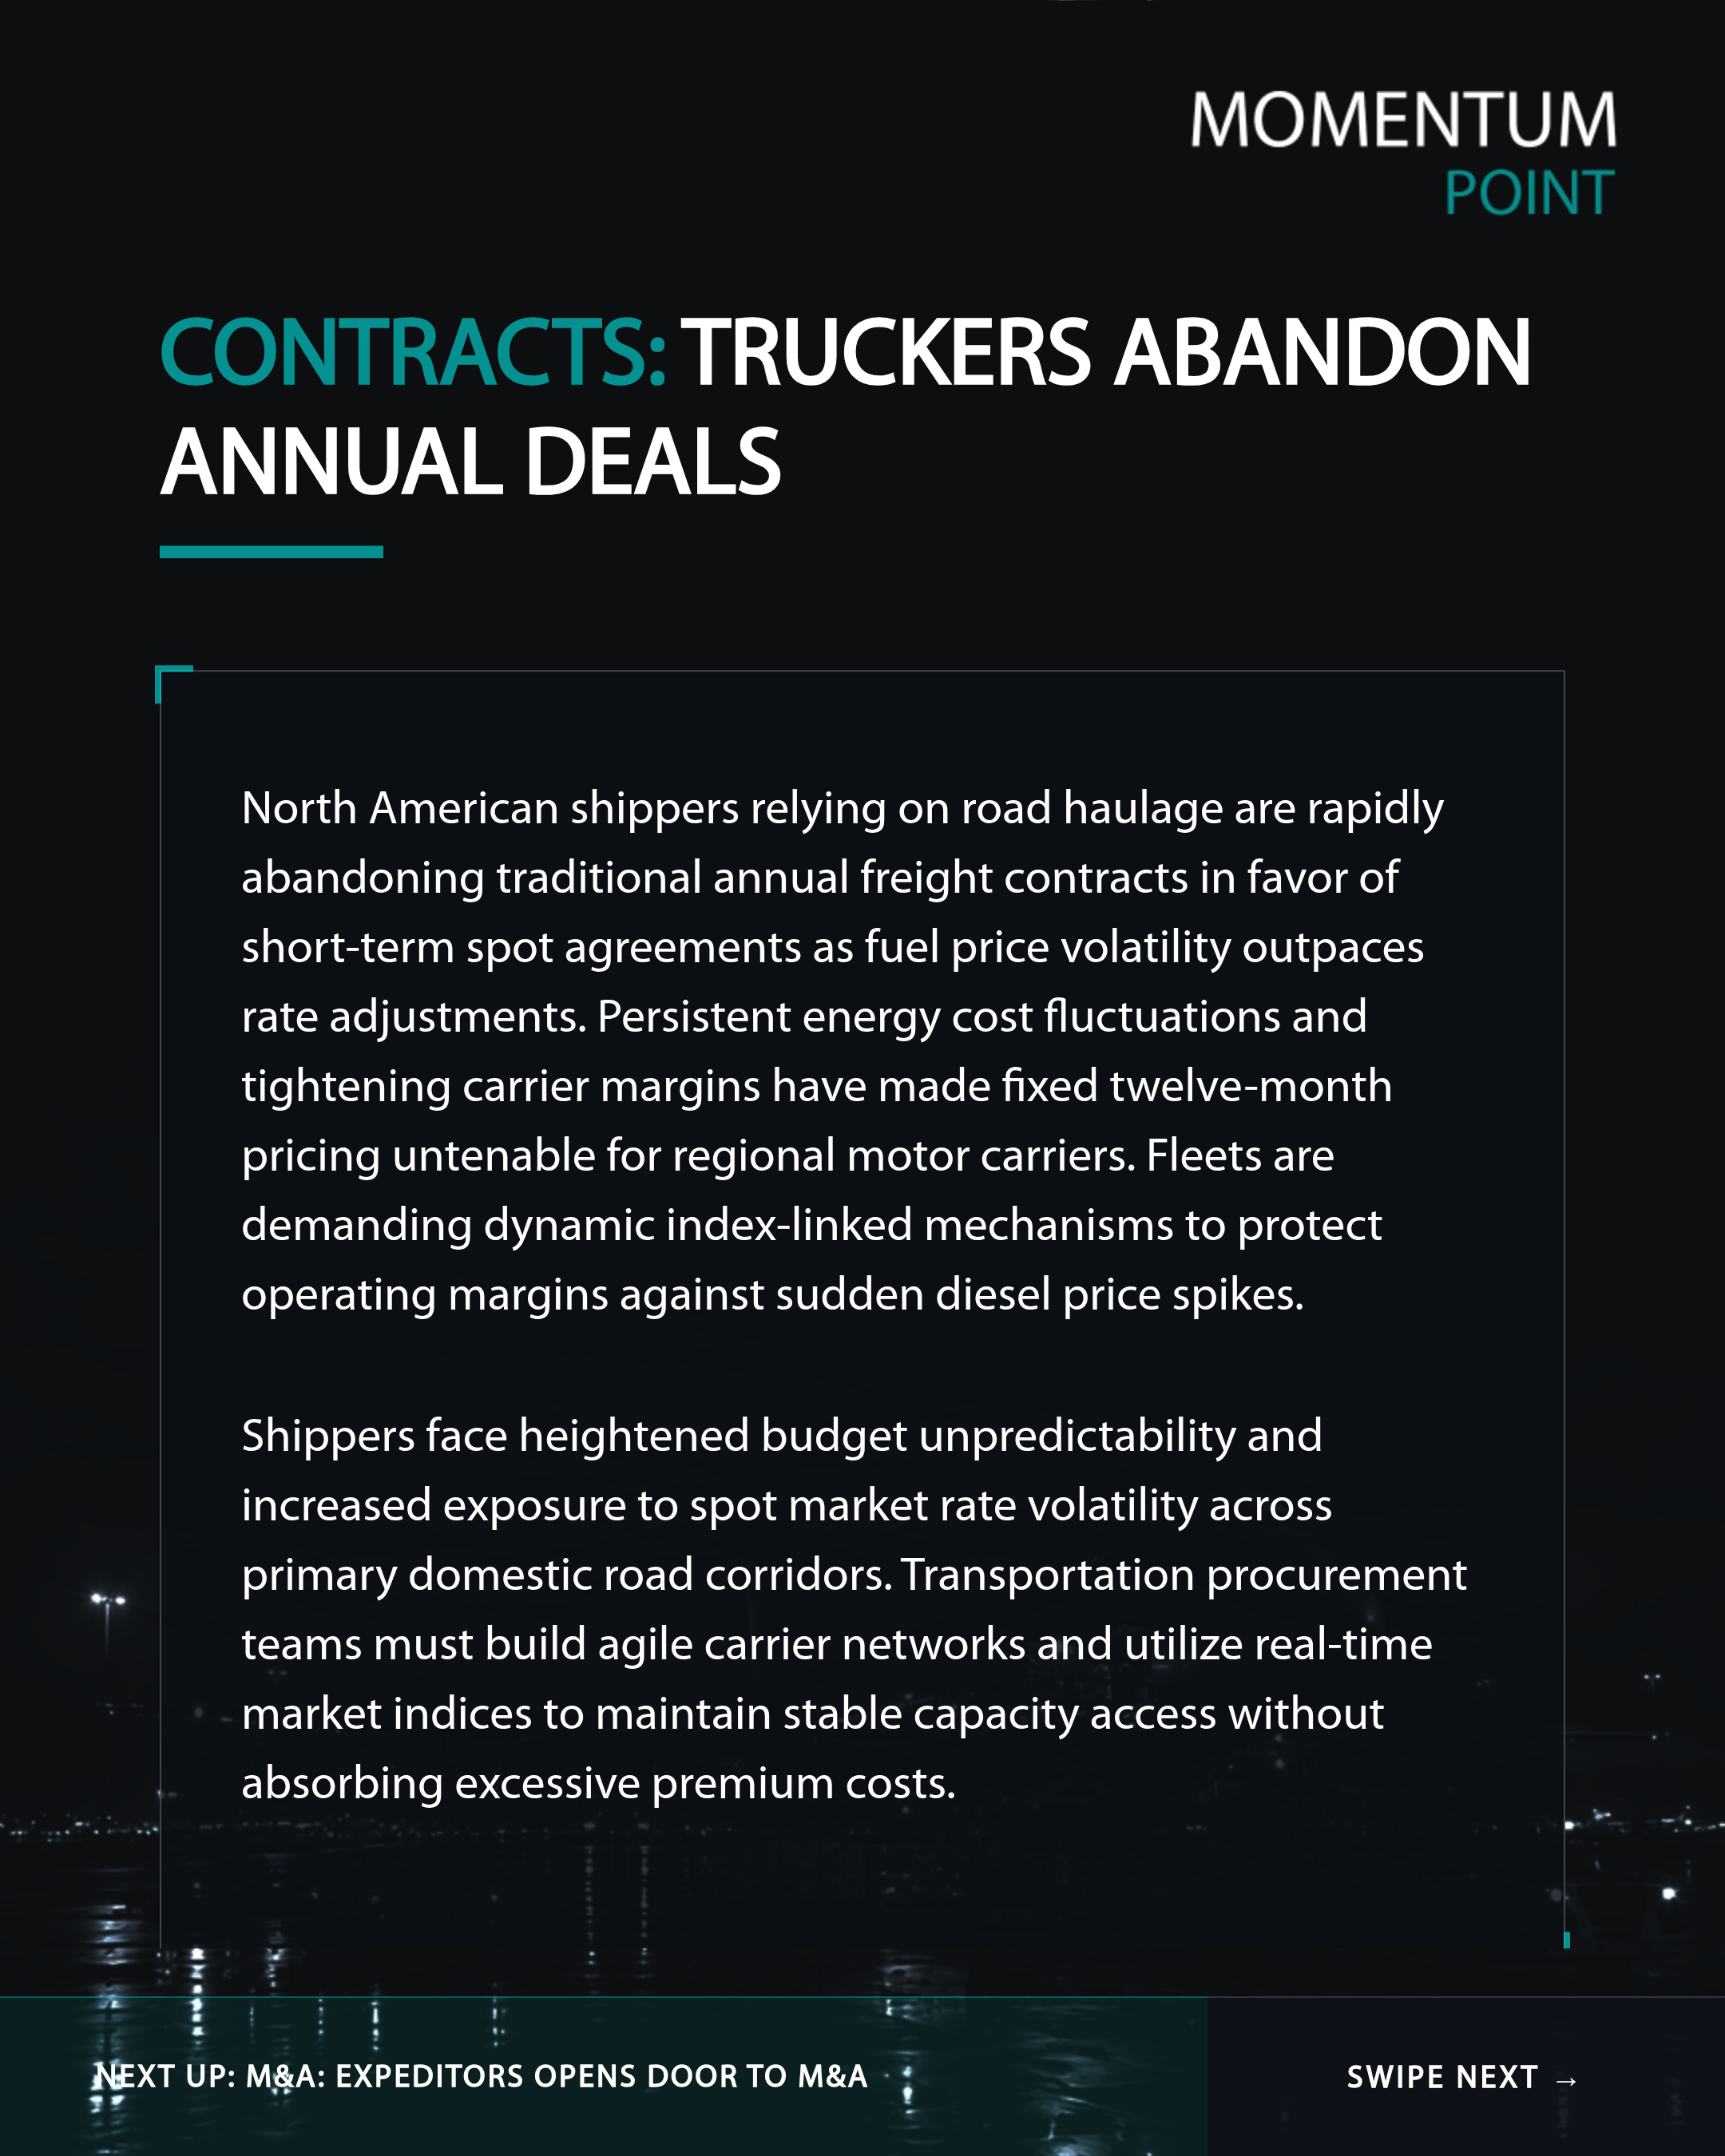 MOMENTUM
POINT
CONTRACTS: TRUCKERS ABANDON
ANNUAL DEALS
North American shippers relying on road haulage are rapidly
abandoning traditional annual freight contracts in favor of
short-term spot agreements as fuel price volatility outpaces
rate adjustments. Persistent energy cost fluctuations and
tightening carrier margins have made fixed twelve-month
pricing untenable for regional motor carriers. Fleets are
demanding dynamic index-linked mechanisms to protect
operating margins against sudden diesel price spikes.
Shippers face heightened budget unpredictability and
increased exposure to spot market rate volatility across
primary domestic road corridors. Transportation procurement
teams must build agile carrier networks and utilize real-time
market indices to maintain stable capacity access without
absorbing excessive premium costs.
NEXT UP: M&A: EXPEDITORS OPENS DOOR TO M&A
SWIPE NEXT →